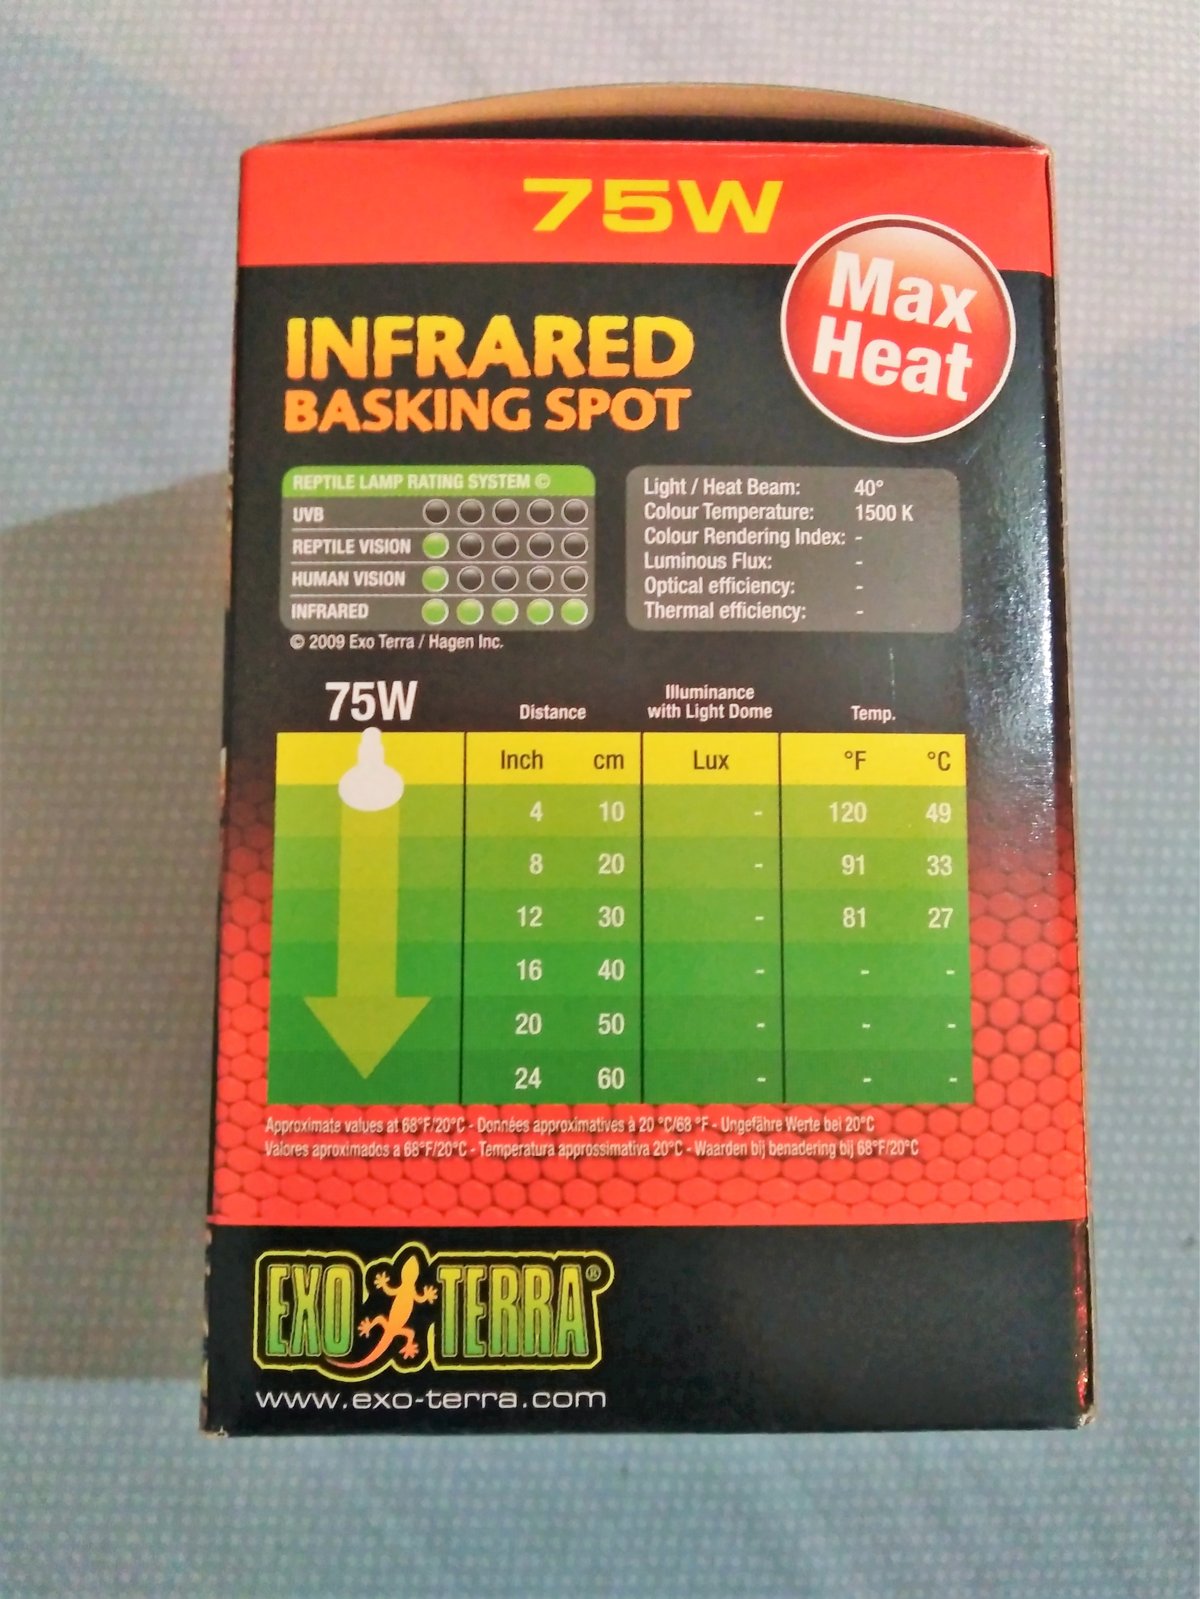 75W
Max
Heat
INFRARED
BASKING SPOT
REPTILE LAMP RATING SYSTEM ©
UVB
REPTILE VISION
HUMAN VISION
INFRARED
© 2009 Exo Terra / Hagen Inc.
Light / Heat Beam: 40°
Colour Temperature: 1500 K
Colour Rendering Index: -
Luminous Flux: -
Optical efficiency: -
Thermal efficiency: -
75W Distance Illuminance with Light Dome Temp.
Inch cm Lux °F °C
4 10 - 120 49
8 20 - 91 33
12 30 - 81 27
16 40 - - -
20 50 - - -
24 60 - - -
Approximate values at 68°F/20°C - Données approximatives à 20 °C/68 °F - Ungefähre Werte bei 20°C
Valores aproximados a 68°F/20°C - Temperatura approssimativa 20°C - Waarden bij benadering bij 68°F/20°C
EXO TERRA®
www.exo-terra.com